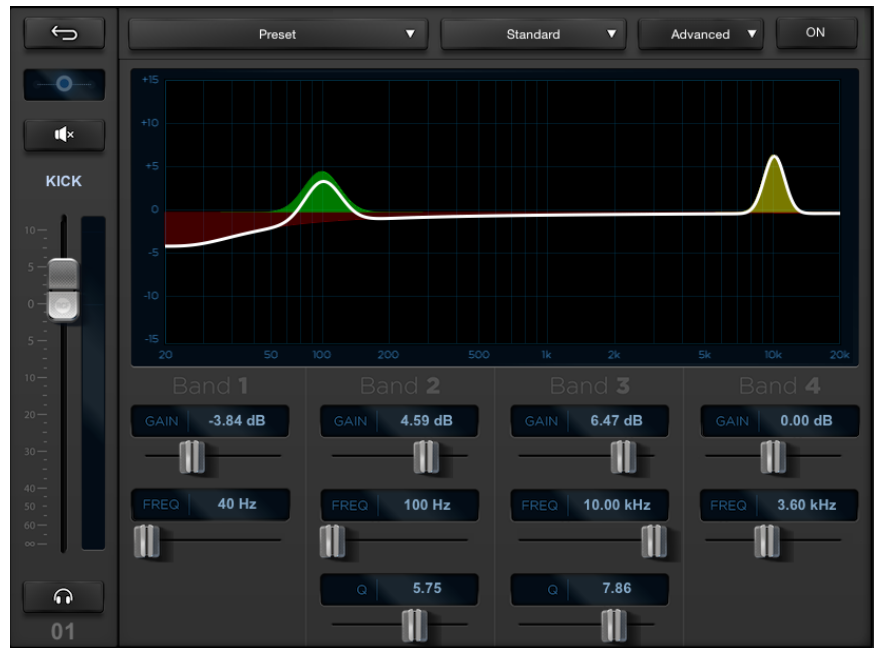 Preset
Standard
Advanced
ON
KICK
10
5
0
5
10
20
30
40
50
60
∞
01
+15
+10
+5
0
-5
-10
-15
20 50 100 200 500 1k 2k 5k 10k 20k
Band 1 Band 2 Band 3 Band 4
GAIN -3.84 dB GAIN 4.59 dB GAIN 6.47 dB GAIN 0.00 dB
FREQ 40 Hz FREQ 100 Hz FREQ 10.00 kHz FREQ 3.60 kHz
Q 5.75 Q 7.86